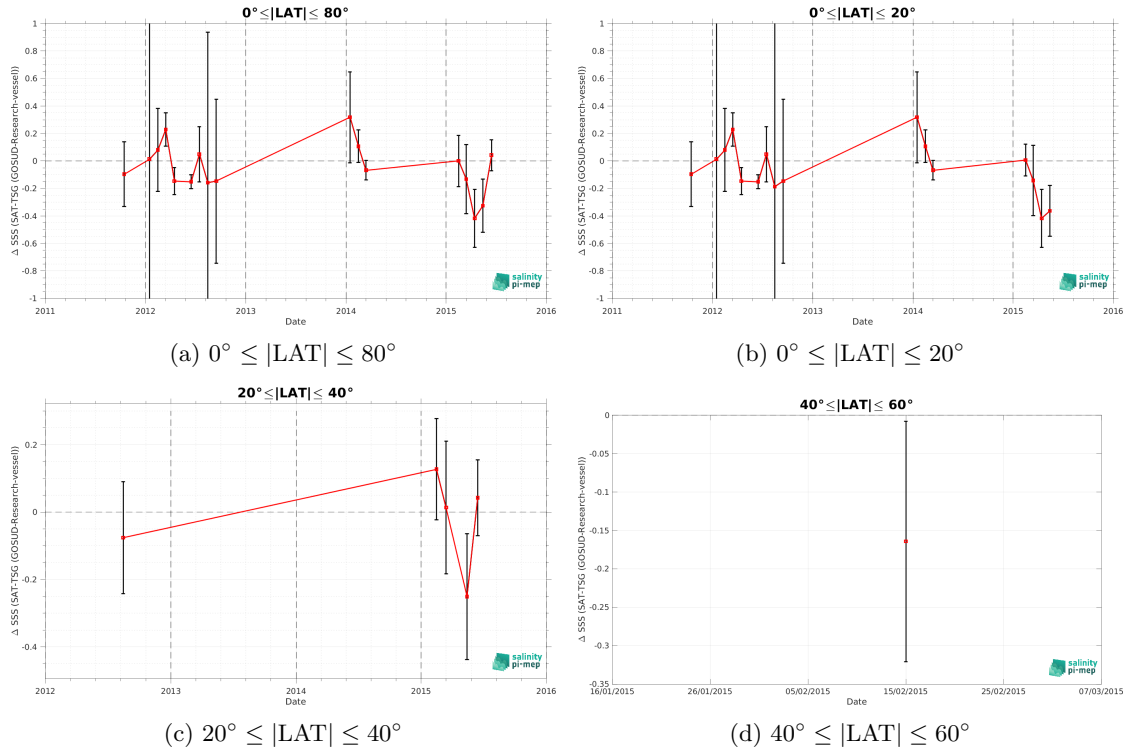 0°≤|LAT|≤ 80°
Δ SSS (SAT-TSG (GOSUD-Research-vessel))
1
0.8
0.6
0.4
0.2
0
-0.2
-0.4
-0.6
-0.8
-1
2011 2012 2013 2014 2015 2016
Date
salinity
pi-mep
(a) 0° ≤ |LAT| ≤ 80°
0°≤|LAT|≤ 20°
Δ SSS (SAT-TSG (GOSUD-Research-vessel))
1
0.8
0.6
0.4
0.2
0
-0.2
-0.4
-0.6
-0.8
-1
2011 2012 2013 2014 2015 2016
Date
salinity
pi-mep
(b) 0° ≤ |LAT| ≤ 20°
20°≤|LAT|≤ 40°
Δ SSS (SAT-TSG (GOSUD-Research-vessel))
0.2
0
-0.2
-0.4
2012 2013 2014 2015 2016
Date
salinity
pi-mep
(c) 20° ≤ |LAT| ≤ 40°
40°≤|LAT|≤ 60°
Δ SSS (SAT-TSG (GOSUD-Research-vessel))
0
-0.05
-0.1
-0.15
-0.2
-0.25
-0.3
-0.35
16/01/2015 26/01/2015 05/02/2015 15/02/2015 25/02/2015 07/03/2015
Date
salinity
pi-mep
(d) 40° ≤ |LAT| ≤ 60°